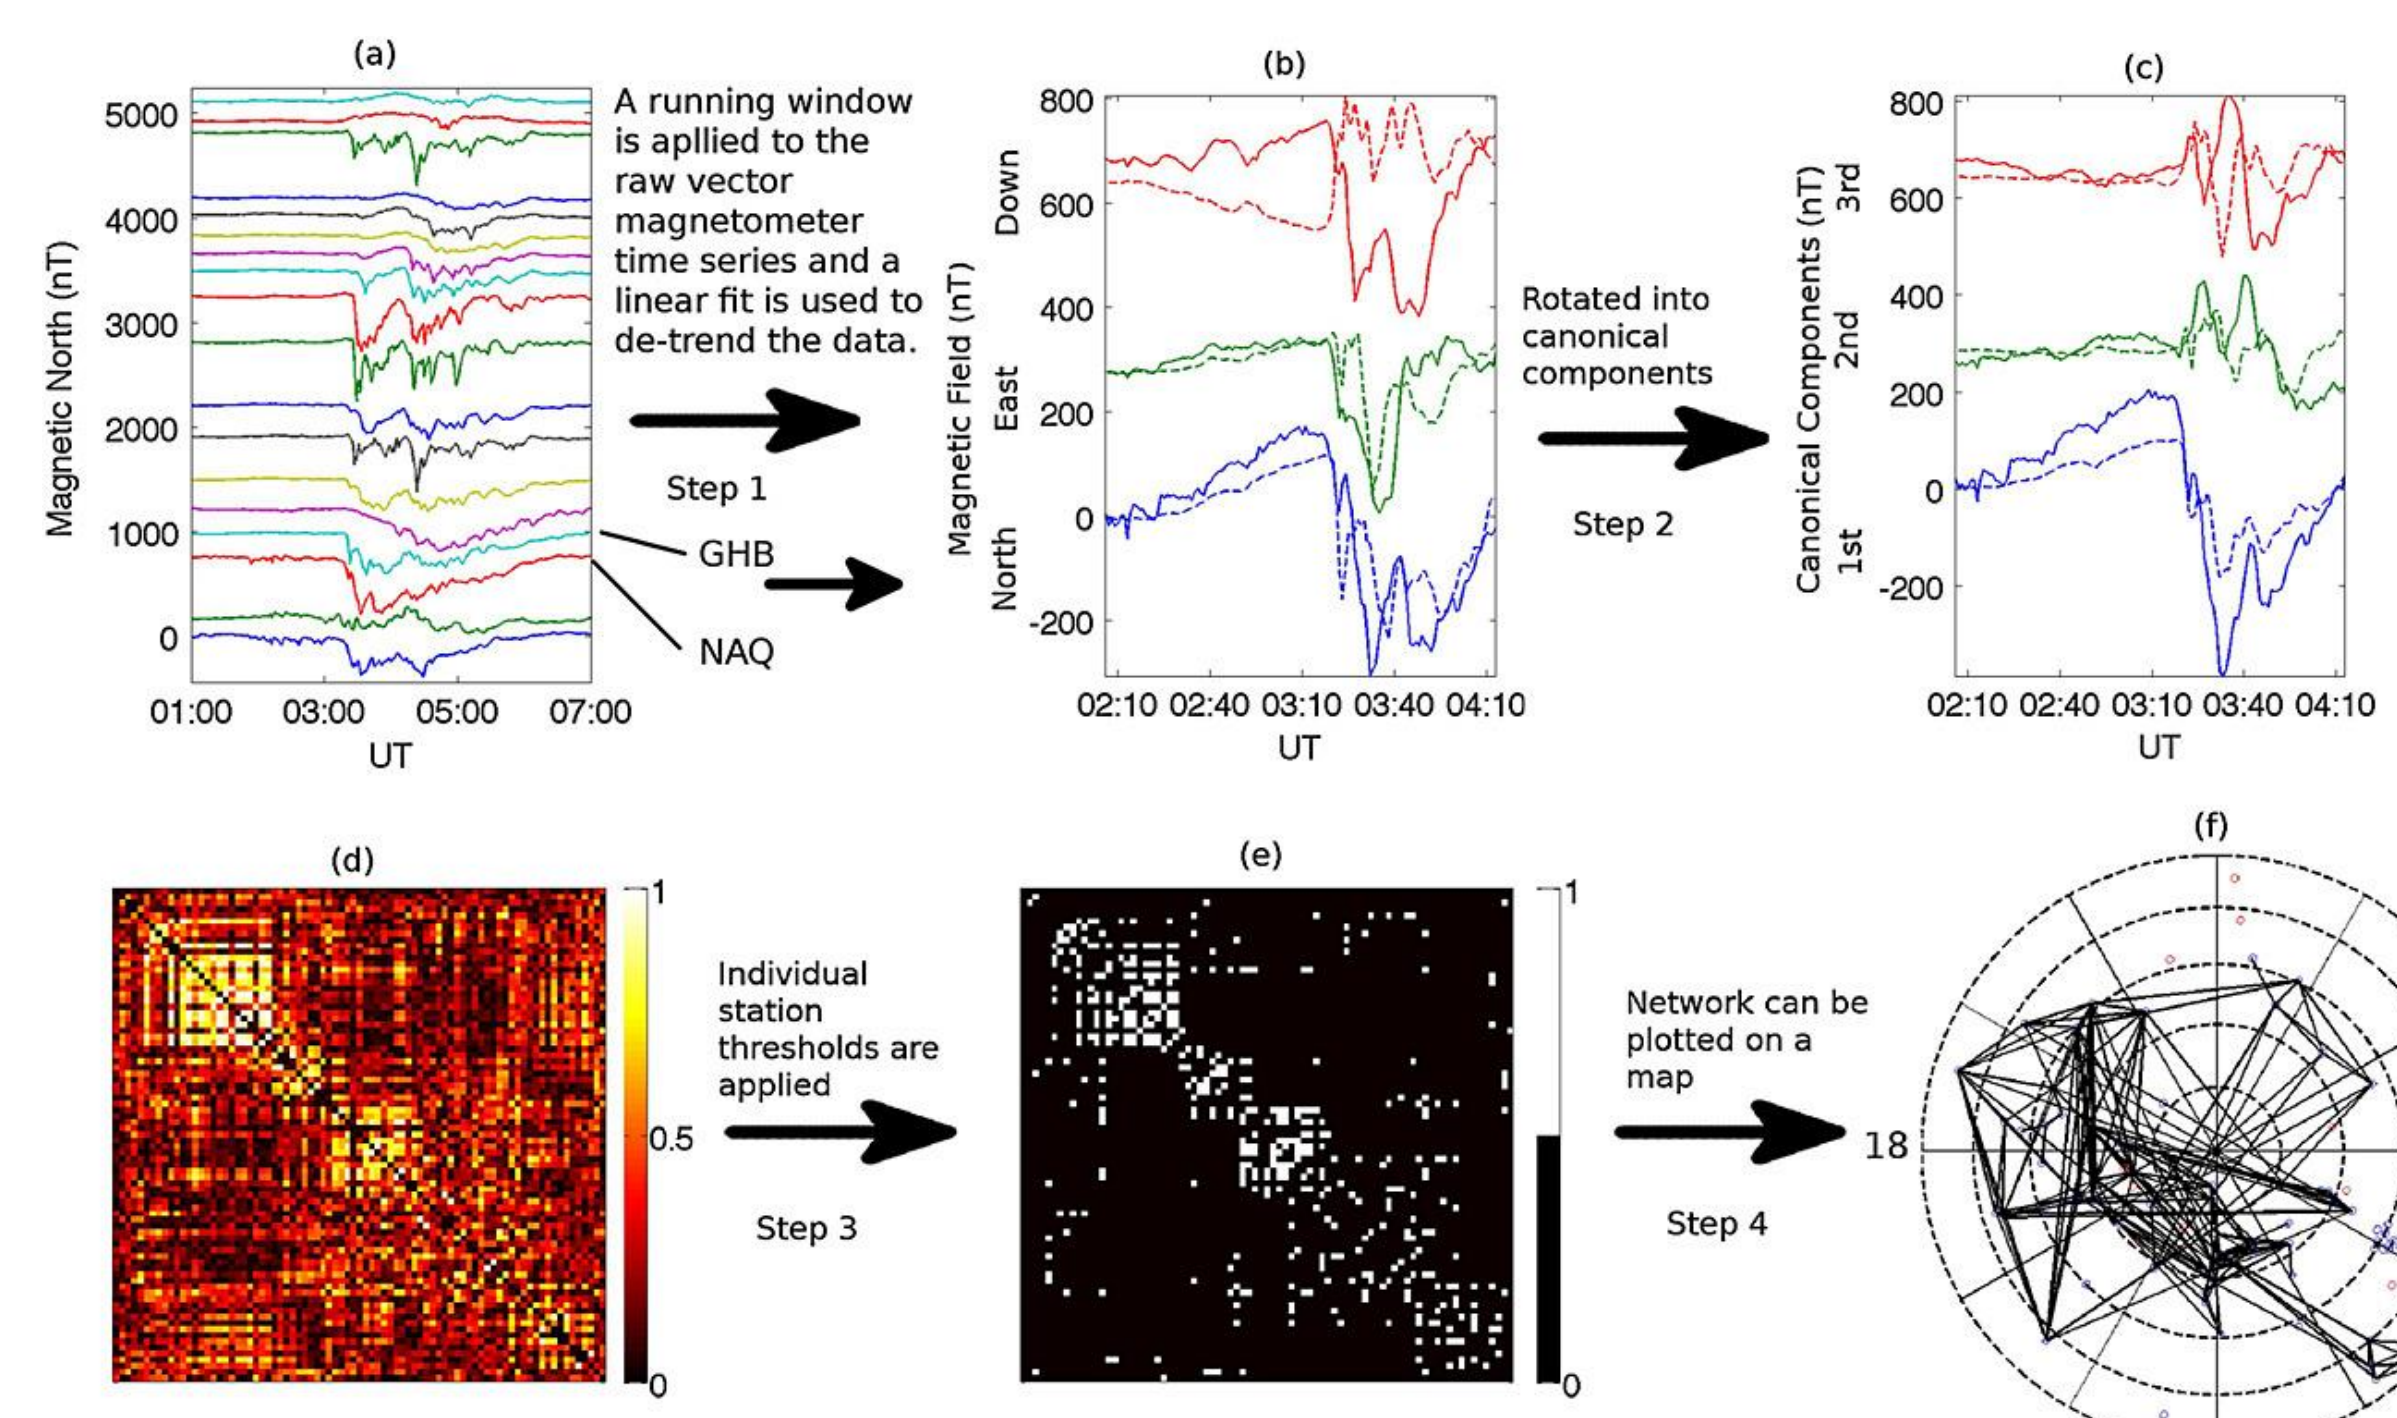 (a)
5000
4000
3000
2000
1000
0
Magnetic North (nT)
01:00 03:00 05:00 07:00
UT
A running window
is apllied to the
raw vector
magnetometer
time series and a
linear fit is used to
de-trend the data.
Step 1
GHB
NAQ
(b)
800
600
400
200
0
-200
Magnetic Field (nT)
Down
East
North
02:10 02:40 03:10 03:40 04:10
UT
Rotated into
canonical
components
Step 2
(c)
800
600
400
200
0
-200
Canonical Components (nT)
3rd
2nd
1st
02:10 02:40 03:10 03:40 04:10
UT
(d)
1
0.5
0
Individual
station
thresholds are
applied
Step 3
(e)
1
0
Network can be
plotted on a
map
Step 4
(f)
18